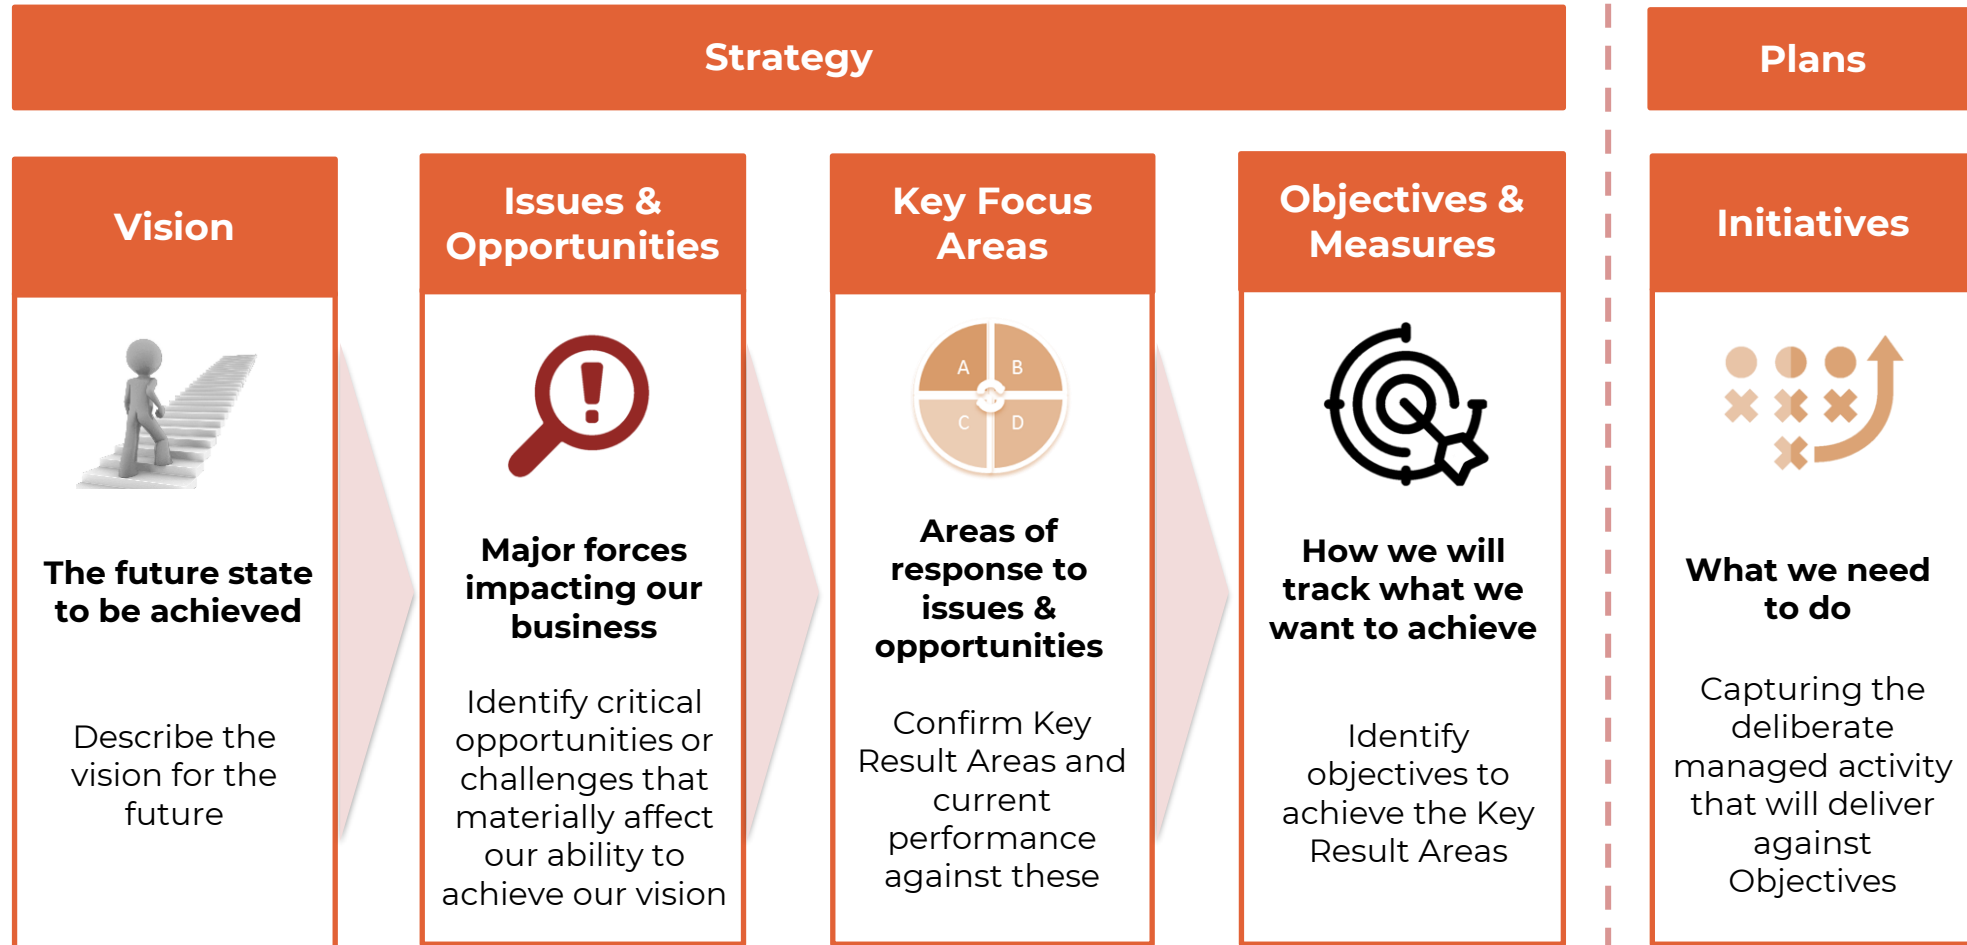 Strategy
Plans
Vision
Issues &
Opportunities
Key Focus
Areas
Objectives &
Measures
Initiatives
The future state
to be achieved
Describe the
vision for the
future
Major forces
impacting our
business
Identify critical
opportunities or
challenges that
materially affect
our ability to
achieve our vision
A
B
C
D
Areas of
response to
issues &
opportunities
Confirm Key
Result Areas and
current
performance
against these
How we will
track what we
want to achieve
Identify
objectives to
achieve the Key
Result Areas
What we need
to do
Capturing the
deliberate
managed activity
that will deliver
against
Objectives